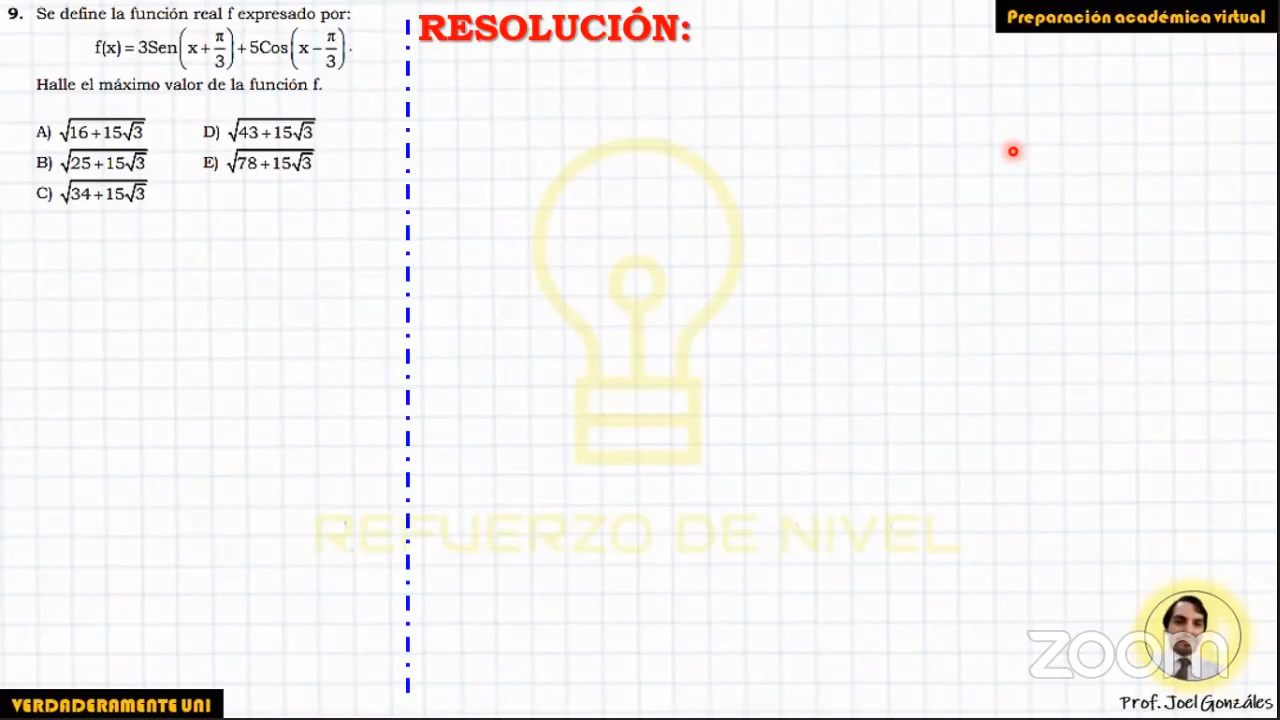 9. Se define la función real f expresado por:
f(x) = 3Sen(x + π/3) + 5Cos(x − π/3).
Halle el máximo valor de la función f.
A) √(16 + 15√3)
B) √(25 + 15√3)
C) √(34 + 15√3)
D) √(43 + 15√3)
E) √(78 + 15√3)
RESOLUCIÓN:
Preparación académica virtual
REFUERZO DE NIVEL
zoom
Prof. Joel Gonzáles
VERDADERAMENTE UNI